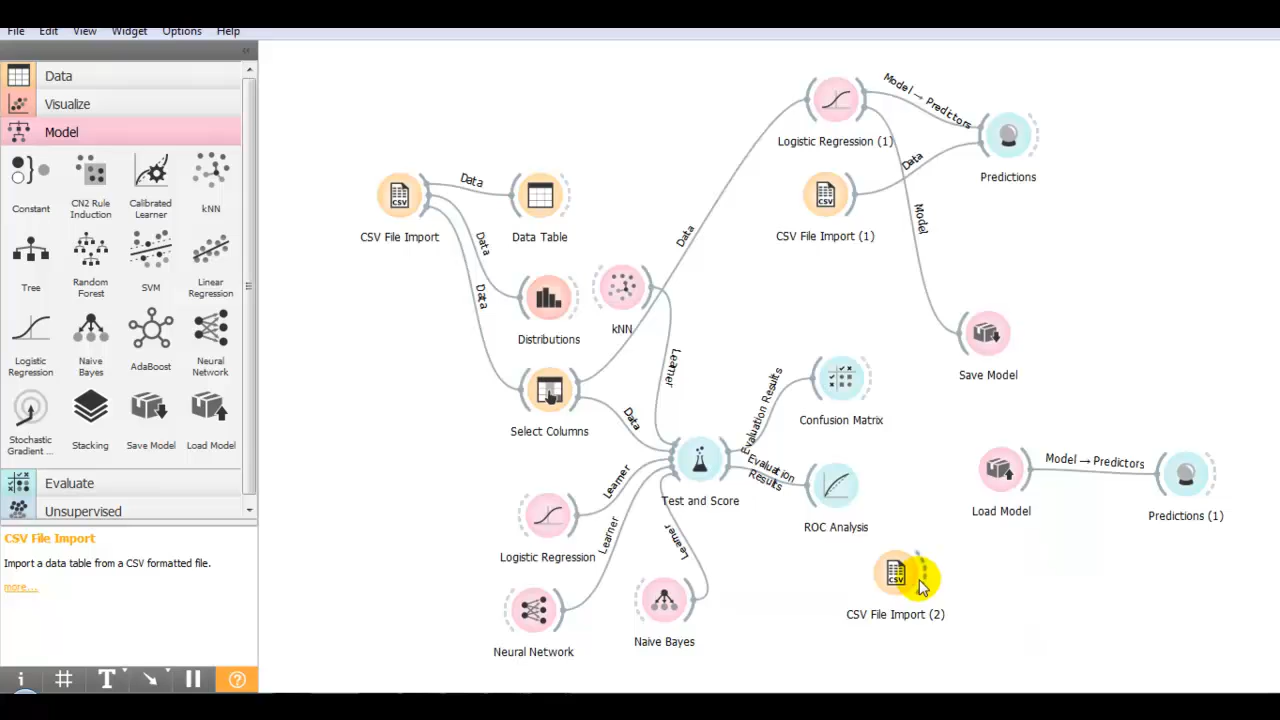 File Edit View Widget Options Help
Data
Visualize
Model
Constant
CN2 Rule
Induction
Calibrated
Learner
kNN
Tree
Random
Forest
SVM
Linear
Regression
Logistic
Regression
Naive
Bayes
AdaBoost
Neural
Network
Stochastic
Gradient ...
Stacking
Save Model
Load Model
Evaluate
Unsupervised
CSV File Import
Import a data table from a CSV formatted file.
more...
CSV
CSV File Import
Data
Data
Data
Data Table
Distributions
Select Columns
kNN
Data
Learner
Data
Logistic Regression (1)
Model → Predictors
CSV
CSV File Import (1)
Data
Predictions
Model
Save Model
Evaluation Results
Confusion Matrix
Evaluation
Results
ROC Analysis
Test and Score
Learner
Logistic Regression
Learner
Neural Network
Learner
Naive Bayes
Load Model
Model → Predictors
Predictions (1)
CSV
CSV File Import (2)